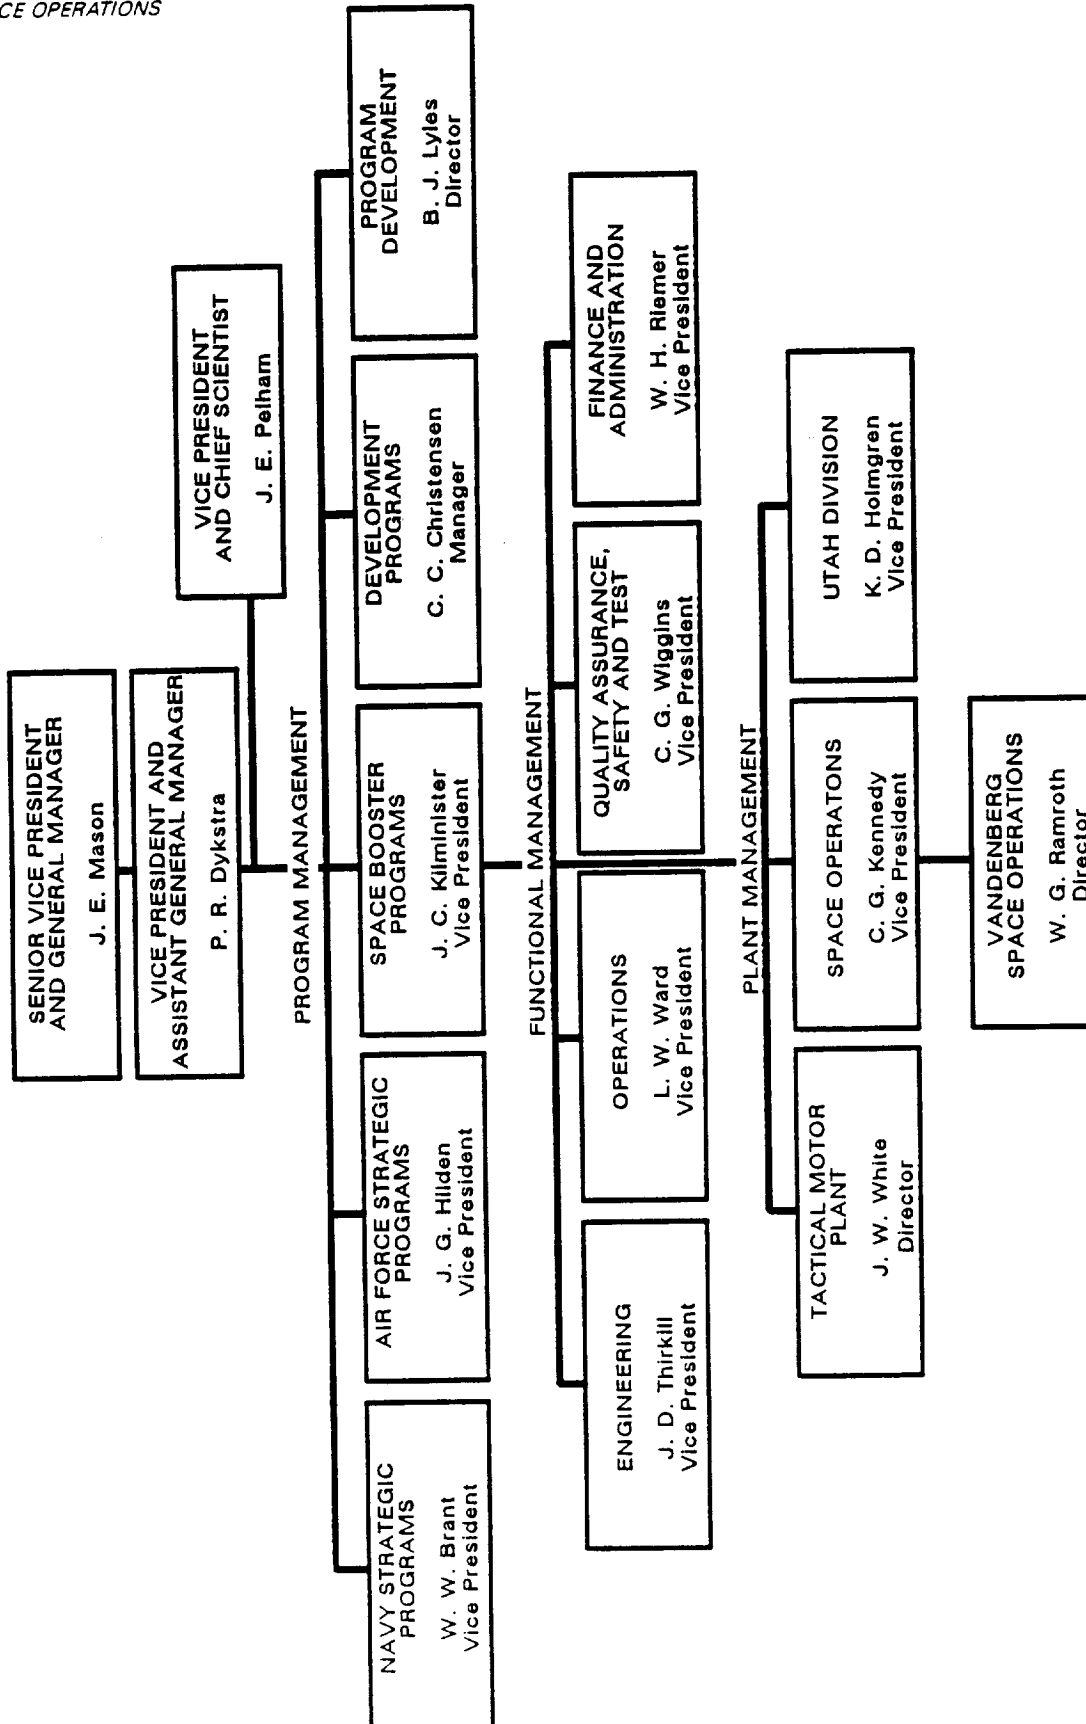 CE OPERATIONS
SENIOR VICE PRESIDENT
AND GENERAL MANAGER
J. E. Mason
VICE PRESIDENT AND
ASSISTANT GENERAL MANAGER
P. R. Dykstra
VICE PRESIDENT
AND CHIEF SCIENTIST
J. E. Pelham
PROGRAM MANAGEMENT
NAVY STRATEGIC
PROGRAMS
W. W. Brant
Vice President
AIR FORCE STRATEGIC
PROGRAMS
J. G. Hilden
Vice President
SPACE BOOSTER
PROGRAMS
J. C. Kilminister
Vice President
DEVELOPMENT
PROGRAMS
C. C. Christensen
Manager
PROGRAM
DEVELOPMENT
B. J. Lyles
Director
FUNCTIONAL MANAGEMENT
ENGINEERING
J. D. Thirkill
Vice President
OPERATIONS
L. W. Ward
Vice President
QUALITY ASSURANCE,
SAFETY AND TEST
C. G. Wiggins
Vice President
FINANCE AND
ADMINISTRATION
W. H. Riemer
Vice President
PLANT MANAGEMENT
TACTICAL MOTOR
PLANT
J. W. White
Director
SPACE OPERATONS
C. G. Kennedy
Vice President
UTAH DIVISION
K. D. Holmgren
Vice President
VANDENBERG
SPACE OPERATIONS
W. G. Ramroth
Director